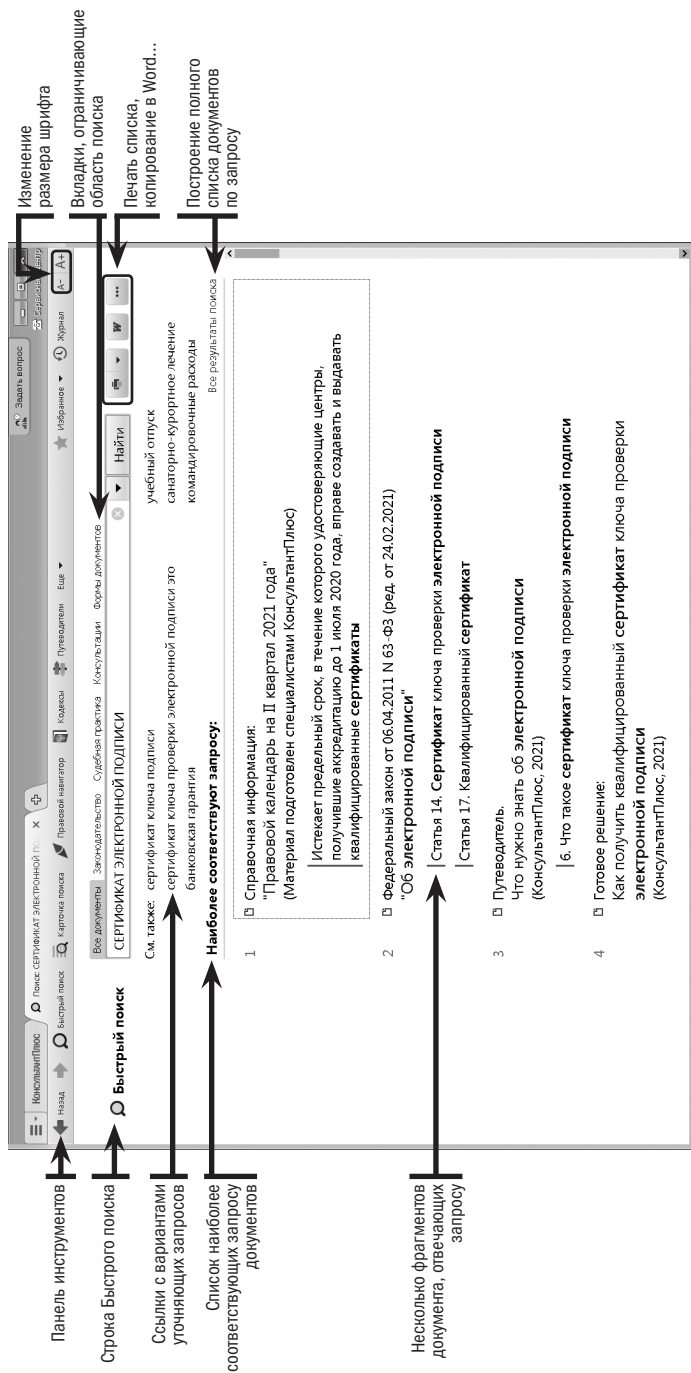 Изменение
размера шрифта
Вкладки, ограничивающие
область поиска
Печать списка,
копирование в Word...
Построение полного
списка документов
по запросу
КонсультантПлюс
Поиск: СЕРТИФИКАТ ЭЛЕКТРОННОЙ ПО
Задать вопрос
Назад
Быстрый поиск
Карточка поиска
Правовой навигатор
Кодексы
Путеводители
Еще
Избранное
Журнал
А-
А+
Все документы
Законодательство
Судебная практика
Консультации
Формы документов
Быстрый поиск
СЕРТИФИКАТ ЭЛЕКТРОННОЙ ПОДПИСИ
Найти
W
См. также:
сертификат ключа подписи
сертификат ключа проверки электронной подписи это
банковская гарантия
учебный отпуск
санаторно-курортное лечение
командировочные расходы
Наиболее соответствуют запросу:
Все результаты поиска
1
Справочная информация:
"Правовой календарь на II квартал 2021 года"
(Материал подготовлен специалистами КонсультантПлюс)
Истекает предельный срок, в течение которого удостоверяющие центры,
получившие аккредитацию до 1 июля 2020 года, вправе создавать и выдавать
квалифицированные сертификаты
2
Федеральный закон от 06.04.2011 N 63-ФЗ (ред. от 24.02.2021)
"Об электронной подписи"
Статья 14. Сертификат ключа проверки электронной подписи
Статья 17. Квалифицированный сертификат
3
Путеводитель.
Что нужно знать об электронной подписи
(КонсультантПлюс, 2021)
6. Что такое сертификат ключа проверки электронной подписи
4
Готовое решение:
Как получить квалифицированный сертификат ключа проверки
электронной подписи
(КонсультантПлюс, 2021)
Панель инструментов
Строка Быстрого поиска
Ссылки с вариантами
уточняющих запросов
Список наиболее
соответствующих запросу
документов
Несколько фрагментов
документа, отвечающих
запросу